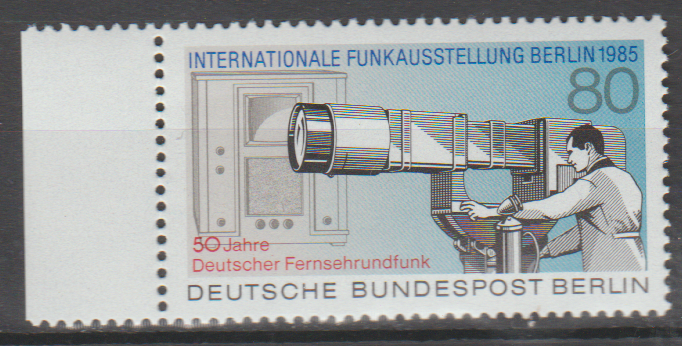 INTERNATIONALE FUNKAUSSTELLUNG BERLIN 1985
80
50 Jahre
Deutscher Fernsehrundfunk
DEUTSCHE BUNDESPOST BERLIN